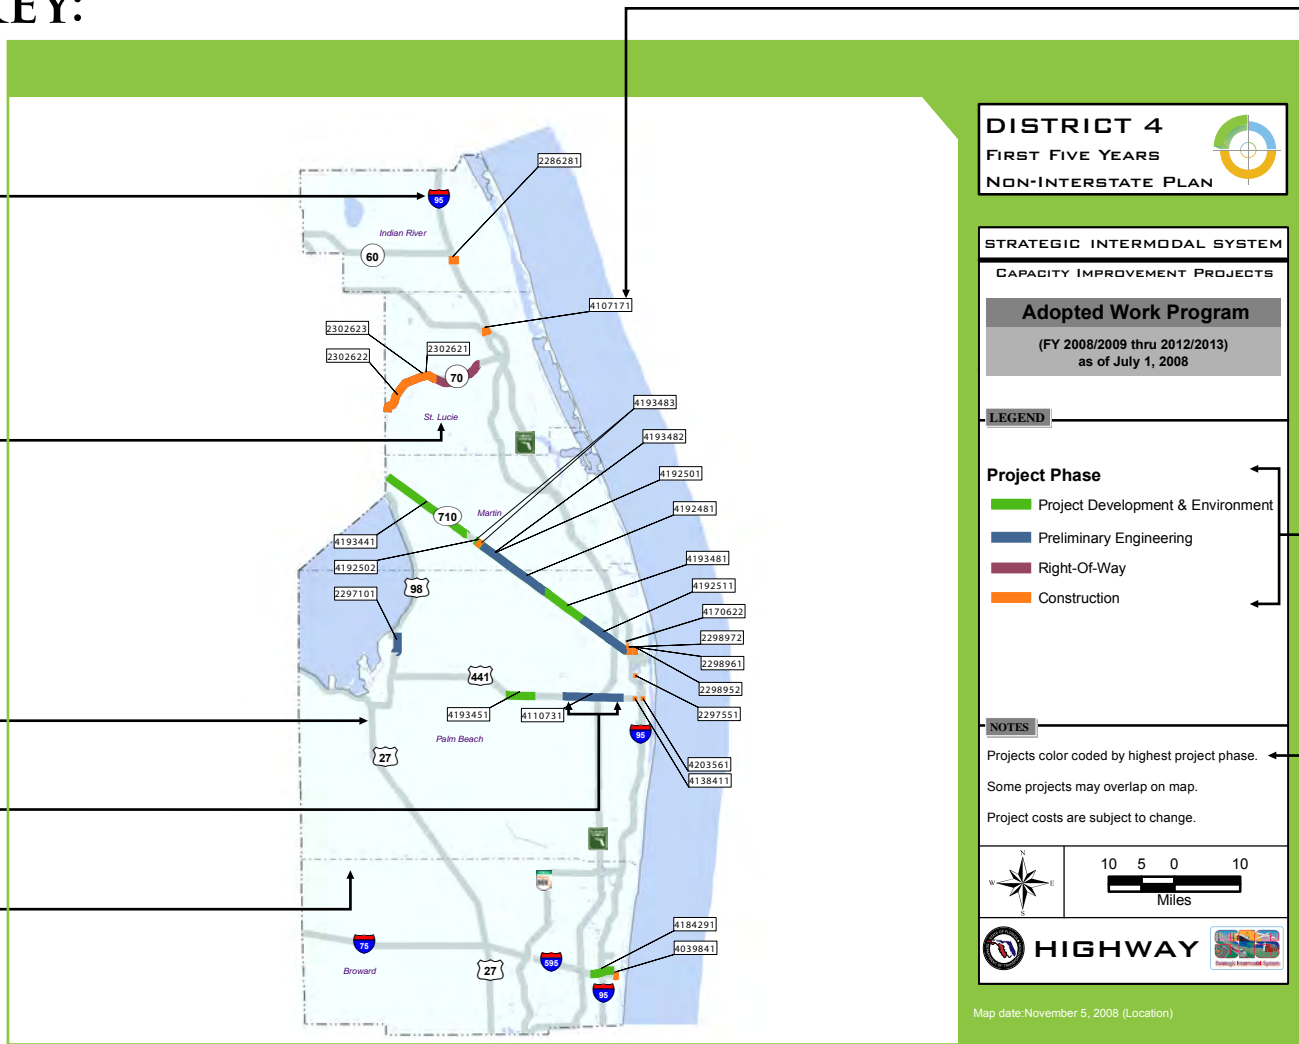 KEY:
DISTRICT 4
FIRST FIVE YEARS
NON-INTERSTATE PLAN
STRATEGIC INTERMODAL SYSTEM
CAPACITY IMPROVEMENT PROJECTS
Adopted Work Program
(FY 2008/2009 thru 2012/2013)
as of July 1, 2008
LEGEND
Project Phase
Project Development & Environment
Preliminary Engineering
Right-Of-Way
Construction
NOTES
Projects color coded by highest project phase.
Some projects may overlap on map.
Project costs are subject to change.
N
W E
S
10 5 0 10
Miles
HIGHWAY
SIS
Strategic Intermodal System
Map date:November 5, 2008 (Location)
2286281
95
Indian River
60
4107171
2302623
2302621
2302622
70
4193483
St. Lucie
4193482
4192501
4192481
710
Martin
4193441
4193481
4192502
4192511
98
2297101
4170622
2298972
2298961
441
2298952
4193451
4110731
2297551
95
Palm Beach
27
4203561
4138411
869
4184291
75
4039841
595
Broward
27
95